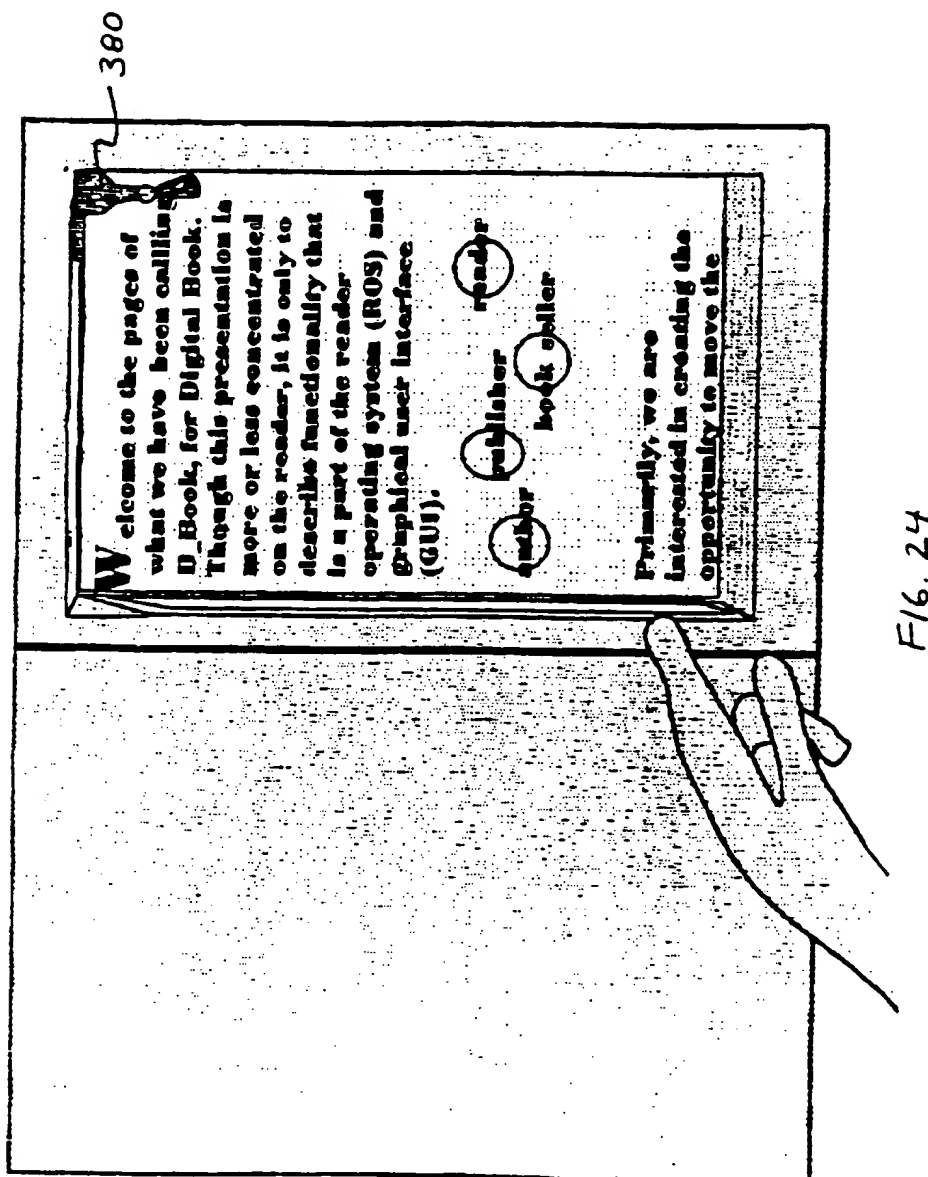 380
Welcome to the pages of
what we have been calling
D_Book, for Digital Book.
Though this presentation is
more or less concentrated
on the reader, it is only to
describe functionality that
is a part of the reader
operating system (ROS) and
graphical user interface
(GUI).
author publisher reader
book seller
Primarily, we are
interested in creating the
opportunity to move the
FIG. 24